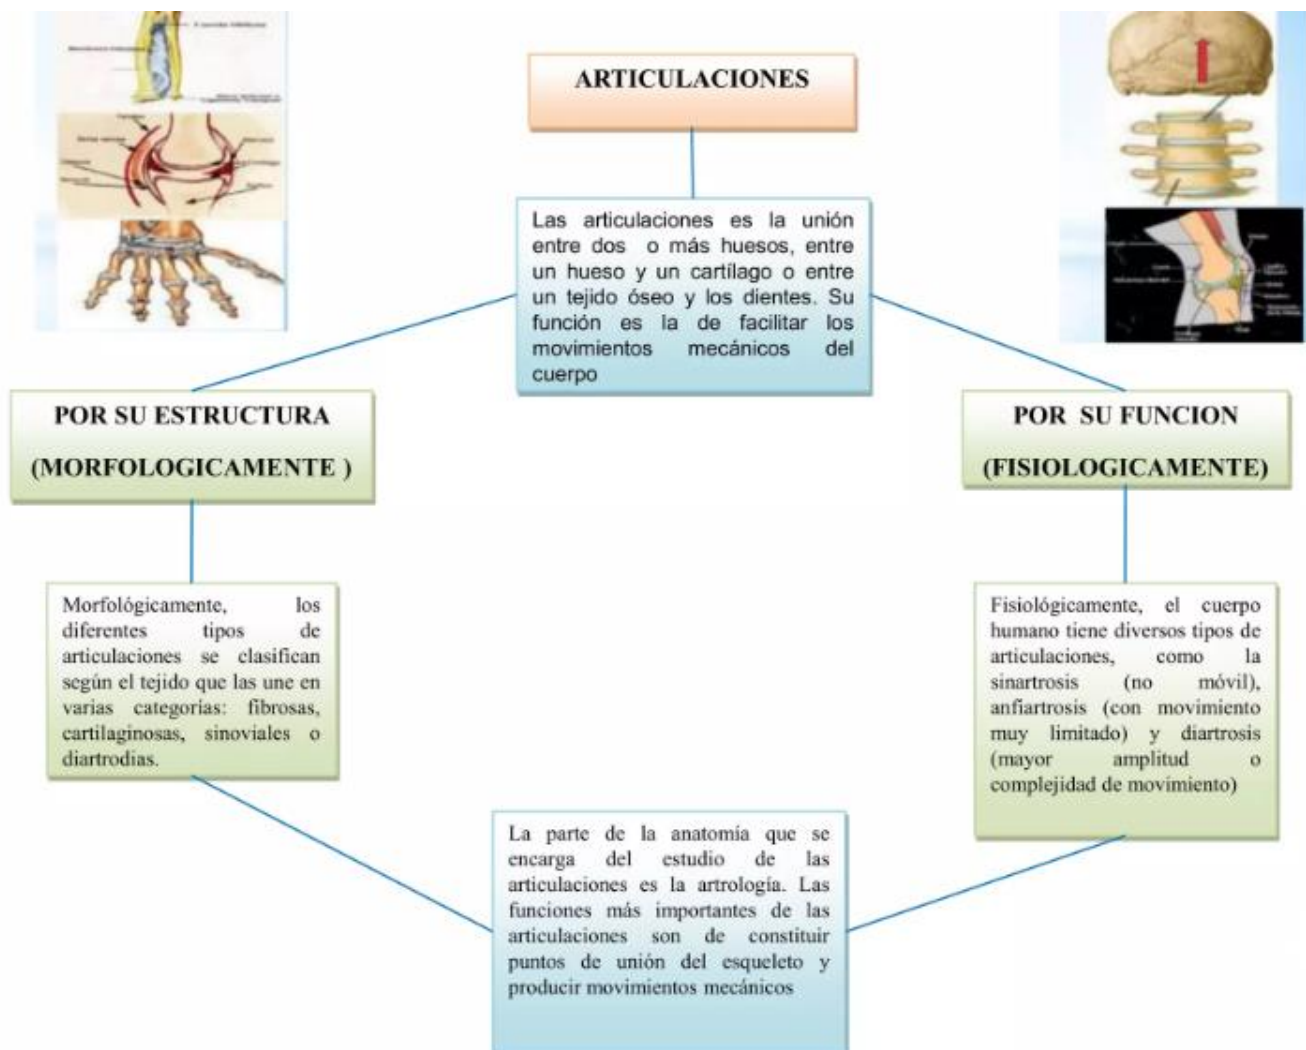 ARTICULACIONES
Las articulaciones es la unión
entre dos o más huesos, entre
un hueso y un cartílago o entre
un tejido óseo y los dientes. Su
función es la de facilitar los
movimientos mecánicos del
cuerpo
POR SU ESTRUCTURA
(MORFOLOGICAMENTE )
POR SU FUNCION
(FISIOLOGICAMENTE)
Morfológicamente, los
diferentes tipos de
articulaciones se clasifican
según el tejido que las une en
varias categorías: fibrosas,
cartilaginosas, sinoviales o
diartrodias.
Fisiológicamente, el cuerpo
humano tiene diversos tipos de
articulaciones, como la
sinartrosis (no móvil),
anfiartrosis (con movimiento
muy limitado) y diartrosis
(mayor amplitud o
complejidad de movimiento)
La parte de la anatomía que se
encarga del estudio de las
articulaciones es la artrología. Las
funciones más importantes de las
articulaciones son de constituir
puntos de unión del esqueleto y
producir movimientos mecánicos